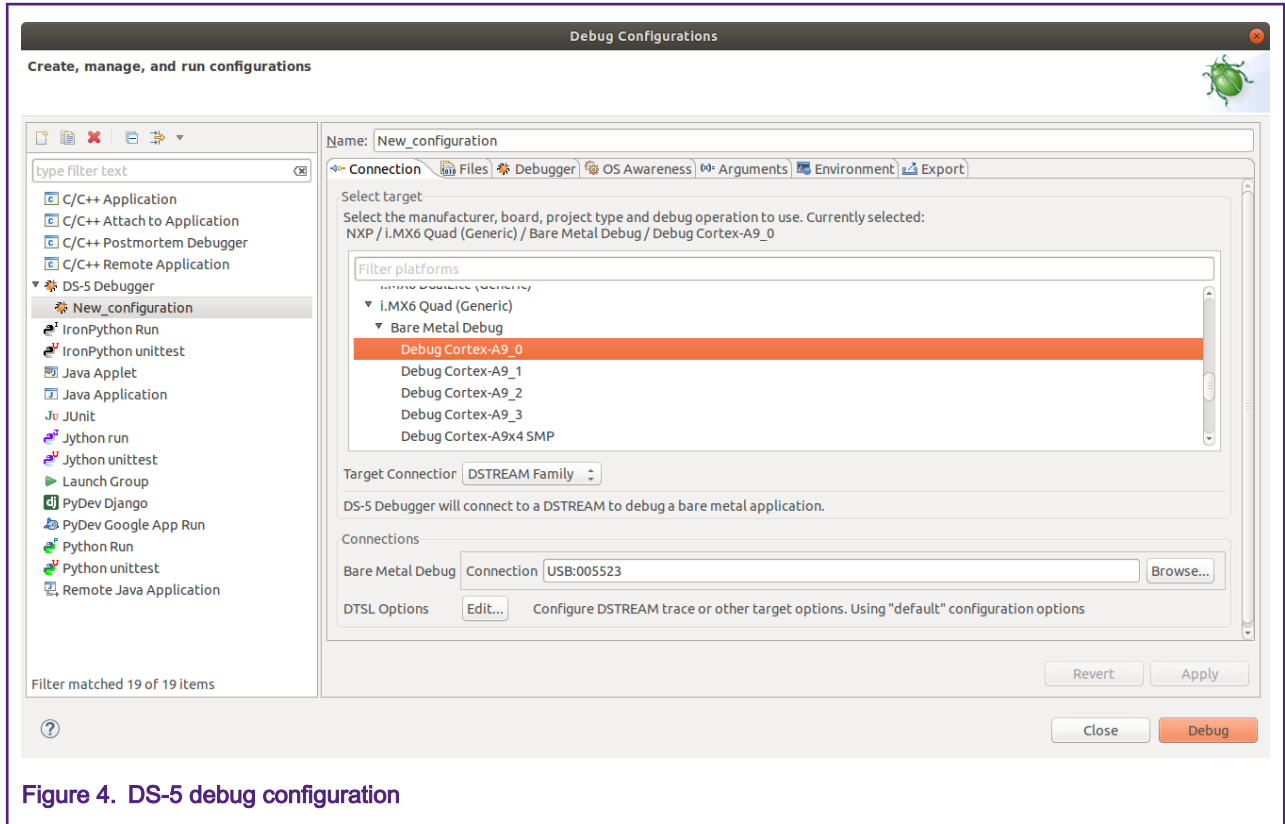 Debug Configurations
Create, manage, and run configurations
type filter text
C/C++ Application
C/C++ Attach to Application
C/C++ Postmortem Debugger
C/C++ Remote Application
DS-5 Debugger
New_configuration
IronPython Run
IronPython unittest
Java Applet
Java Application
Ju JUnit
Jython run
Jython unittest
Launch Group
dj PyDev Django
PyDev Google App Run
Python Run
Python unittest
Remote Java Application
Filter matched 19 of 19 items
Name: New_configuration
Connection Files Debugger OS Awareness Arguments Environment Export
Select target
Select the manufacturer, board, project type and debug operation to use. Currently selected:
NXP / i.MX6 Quad (Generic) / Bare Metal Debug / Debug Cortex-A9_0
Filter platforms
i.MX6 DualLite (Generic)
i.MX6 Quad (Generic)
Bare Metal Debug
Debug Cortex-A9_0
Debug Cortex-A9_1
Debug Cortex-A9_2
Debug Cortex-A9_3
Debug Cortex-A9x4 SMP
Target Connection DSTREAM Family
DS-5 Debugger will connect to a DSTREAM to debug a bare metal application.
Connections
Bare Metal Debug Connection USB:005523 Browse...
DTSL Options Edit... Configure DSTREAM trace or other target options. Using "default" configuration options
Revert Apply
Close Debug
Figure 4. DS-5 debug configuration